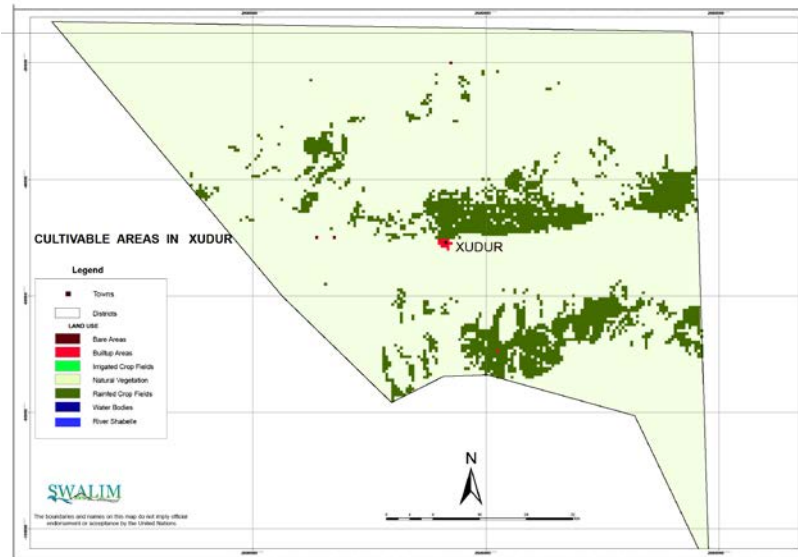 CULTIVABLE AREAS IN XUDUR
XUDUR
Legend
Towns
Districts
LAND USE
Bare Areas
Builtup Areas
Irrigated Crop Fields
Natural Vegetation
Rainfed Crop Fields
Water Bodies
River Shabelle
N
SWALIM
The boundaries and names on this map do not imply official
endorsement or acceptance by the United Nations.